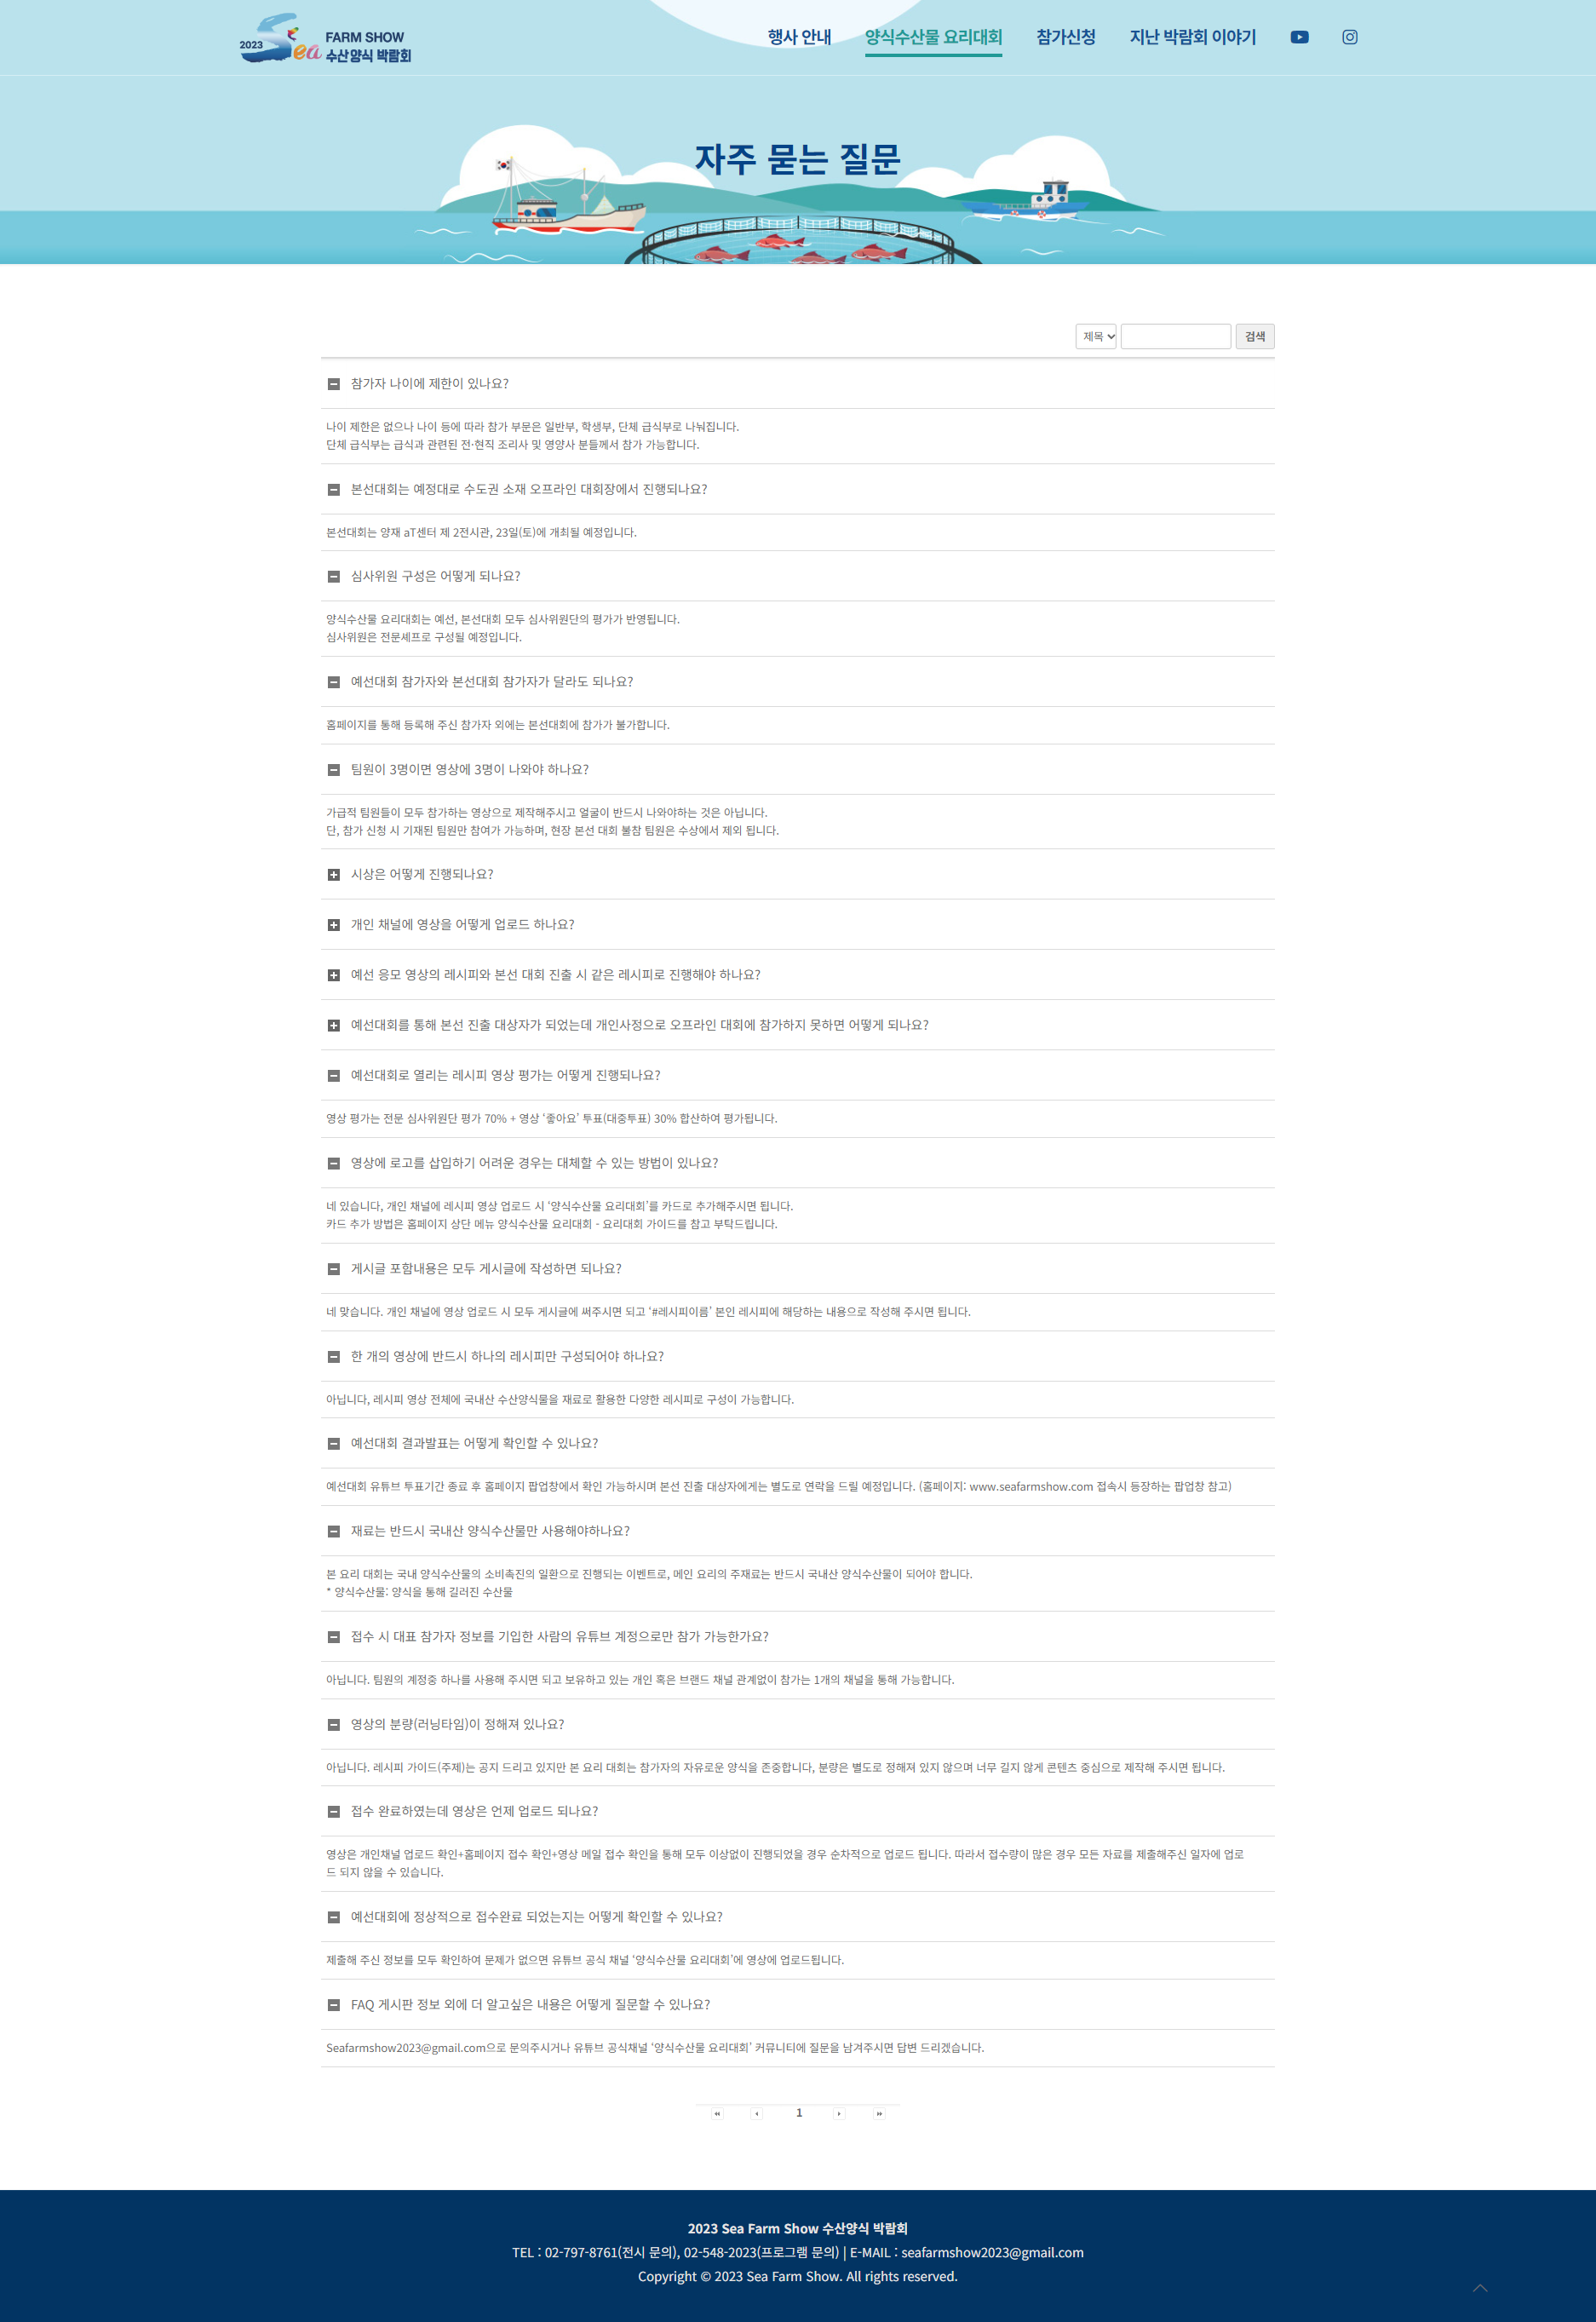 2023 Sea FARM SHOW
수산양식 박람회
행사 안내
양식수산물 요리대회
참가신청
지난 박람회 이야기
자주 묻는 질문
제목
검색
참가자 나이에 제한이 있나요?
나이 제한은 없으나 나이 등에 따라 참가 부문은 일반부, 학생부, 단체 급식부로 나눠집니다.
단체 급식부는 급식과 관련된 전·현직 조리사 및 영양사 분들께서 참가 가능합니다.
본선대회는 예정대로 수도권 소재 오프라인 대회장에서 진행되나요?
본선대회는 양재 aT센터 제 2전시관, 23일(토)에 개최될 예정입니다.
심사위원 구성은 어떻게 되나요?
양식수산물 요리대회는 예선, 본선대회 모두 심사위원단의 평가가 반영됩니다.
심사위원은 전문셰프로 구성될 예정입니다.
예선대회 참가자와 본선대회 참가자가 달라도 되나요?
홈페이지를 통해 등록해 주신 참가자 외에는 본선대회에 참가가 불가합니다.
팀원이 3명이면 영상에 3명이 나와야 하나요?
가급적 팀원들이 모두 참가하는 영상으로 제작해주시고 얼굴이 반드시 나와야하는 것은 아닙니다.
단, 참가 신청 시 기재된 팀원만 참여가 가능하며, 현장 본선 대회 불참 팀원은 수상에서 제외 됩니다.
시상은 어떻게 진행되나요?
개인 채널에 영상을 어떻게 업로드 하나요?
예선 응모 영상의 레시피와 본선 대회 진출 시 같은 레시피로 진행해야 하나요?
예선대회를 통해 본선 진출 대상자가 되었는데 개인사정으로 오프라인 대회에 참가하지 못하면 어떻게 되나요?
예선대회로 열리는 레시피 영상 평가는 어떻게 진행되나요?
영상 평가는 전문 심사위원단 평가 70% + 영상 ‘좋아요’ 투표(대중투표) 30% 합산하여 평가됩니다.
영상에 로고를 삽입하기 어려운 경우는 대체할 수 있는 방법이 있나요?
네 있습니다, 개인 채널에 레시피 영상 업로드 시 ‘양식수산물 요리대회’를 카드로 추가해주시면 됩니다.
카드 추가 방법은 홈페이지 상단 메뉴 양식수산물 요리대회 - 요리대회 가이드를 참고 부탁드립니다.
게시글 포함내용은 모두 게시글에 작성하면 되나요?
네 맞습니다. 개인 채널에 영상 업로드 시 모두 게시글에 써주시면 되고 ‘#레시피이름’ 본인 레시피에 해당하는 내용으로 작성해 주시면 됩니다.
한 개의 영상에 반드시 하나의 레시피만 구성되어야 하나요?
아닙니다, 레시피 영상 전체에 국내산 수산양식물을 재료로 활용한 다양한 레시피로 구성이 가능합니다.
예선대회 결과발표는 어떻게 확인할 수 있나요?
예선대회 유튜브 투표기간 종료 후 홈페이지 팝업창에서 확인 가능하시며 본선 진출 대상자에게는 별도로 연락을 드릴 예정입니다. (홈페이지: www.seafarmshow.com 접속시 등장하는 팝업창 참고)
재료는 반드시 국내산 양식수산물만 사용해야하나요?
본 요리 대회는 국내 양식수산물의 소비촉진의 일환으로 진행되는 이벤트로, 메인 요리의 주재료는 반드시 국내산 양식수산물이 되어야 합니다.
* 양식수산물: 양식을 통해 길러진 수산물
접수 시 대표 참가자 정보를 기입한 사람의 유튜브 계정으로만 참가 가능한가요?
아닙니다. 팀원의 계정중 하나를 사용해 주시면 되고 보유하고 있는 개인 혹은 브랜드 채널 관계없이 참가는 1개의 채널을 통해 가능합니다.
영상의 분량(러닝타임)이 정해져 있나요?
아닙니다. 레시피 가이드(주제)는 공지 드리고 있지만 본 요리 대회는 참가자의 자유로운 양식을 존중합니다, 분량은 별도로 정해져 있지 않으며 너무 길지 않게 콘텐츠 중심으로 제작해 주시면 됩니다.
접수 완료하였는데 영상은 언제 업로드 되나요?
영상은 개인채널 업로드 확인+홈페이지 접수 확인+영상 메일 접수 확인을 통해 모두 이상없이 진행되었을 경우 순차적으로 업로드 됩니다. 따라서 접수량이 많은 경우 모든 자료를 제출해주신 일자에 업로
드 되지 않을 수 있습니다.
예선대회에 정상적으로 접수완료 되었는지는 어떻게 확인할 수 있나요?
제출해 주신 정보를 모두 확인하여 문제가 없으면 유튜브 공식 채널 ‘양식수산물 요리대회’에 영상에 업로드됩니다.
FAQ 게시판 정보 외에 더 알고싶은 내용은 어떻게 질문할 수 있나요?
Seafarmshow2023@gmail.com으로 문의주시거나 유튜브 공식채널 ‘양식수산물 요리대회’ 커뮤니티에 질문을 남겨주시면 답변 드리겠습니다.
1
2023 Sea Farm Show 수산양식 박람회
TEL : 02-797-8761(전시 문의), 02-548-2023(프로그램 문의) | E-MAIL : seafarmshow2023@gmail.com
Copyright © 2023 Sea Farm Show. All rights reserved.